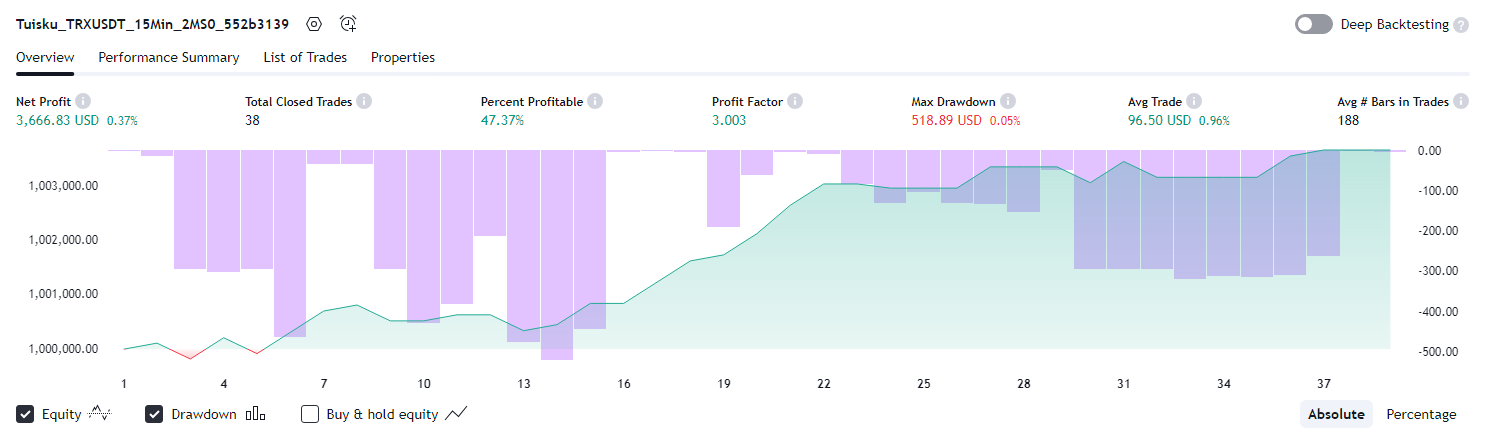 Tuisku_TRXUSDT_15Min_2MS0_552b3139 Deep Backtesting ?
Overview Performance Summary List of Trades Properties
Net Profit Total Closed Trades Percent Profitable Profit Factor Max Drawdown Avg Trade Avg # Bars in Trades
3,666.83 USD 0.37% 38 47.37% 3.003 518.89 USD 0.05% 96.50 USD 0.96% 188
0.00
1,003,000.00 -100.00
1,002,000.00 -200.00
1,001,000.00 -300.00
-400.00
1,000,000.00 -500.00
1 4 7 10 13 16 19 22 25 28 31 34 37
Equity Drawdown Buy & hold equity Absolute Percentage